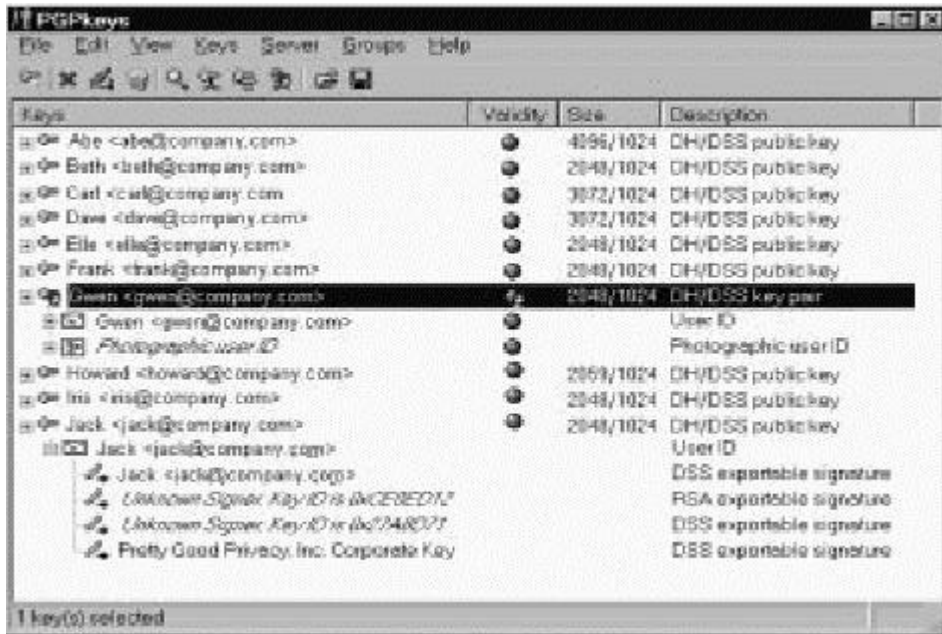 PGPkeys
File Edit View Keys Server Groups Help
Keys Validity Size Description
Abe <abe@company.com> 4096/1024 DH/DSS public key
Beth <beth@company.com> 2048/1024 DH/DSS public key
Carl <carl@company.com 3072/1024 DH/DSS public key
Dave <dave@company.com> 3072/1024 DH/DSS public key
Elle <elle@company.com> 2048/1024 DH/DSS public key
Frank <frank@company.com> 2048/1024 DH/DSS public key
Gwen <gwen@company.com> 2048/1024 DH/DSS key pair
Gwen <gwen@company.com> User ID
Photographic user ID Photographic user ID
Howard <howard@company.com> 2059/1024 DH/DSS public key
Iris <iris@company.com> 2048/1024 DH/DSS public key
Jack <jack@company.com> 2048/1024 DH/DSS public key
Jack <jack@company.com> User ID
Jack <jack@company.com> DSS exportable signature
Unknown Signer, Key ID is RSA exportable signature
Unknown Signer, Key ID is DSS exportable signature
Pretty Good Privacy, Inc. Corporate Key DSS exportable signature
1 key(s) selected